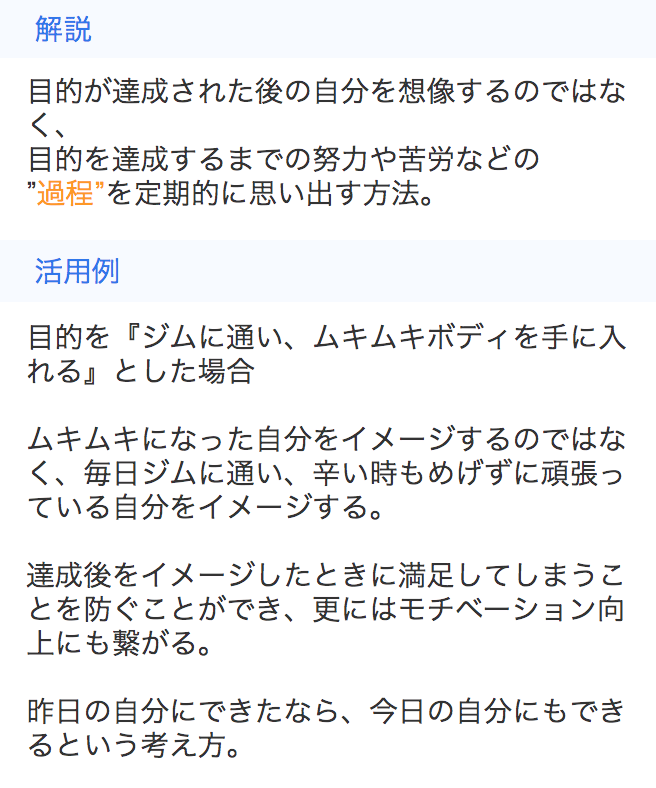 解説
目的が達成された後の自分を想像するのではな
く、
目的を達成するまでの努力や苦労などの
”過程”を定期的に思い出す方法。
活用例
目的を『ジムに通い、ムキムキボディを手に入
れる』とした場合
ムキムキになった自分をイメージするのではな
く、毎日ジムに通い、辛い時もめげずに頑張っ
ている自分をイメージする。
達成後をイメージしたときに満足してしまうこ
とを防ぐことができ、更にはモチベーション向
上にも繋がる。
昨日の自分にできたなら、今日の自分にもでき
るという考え方。